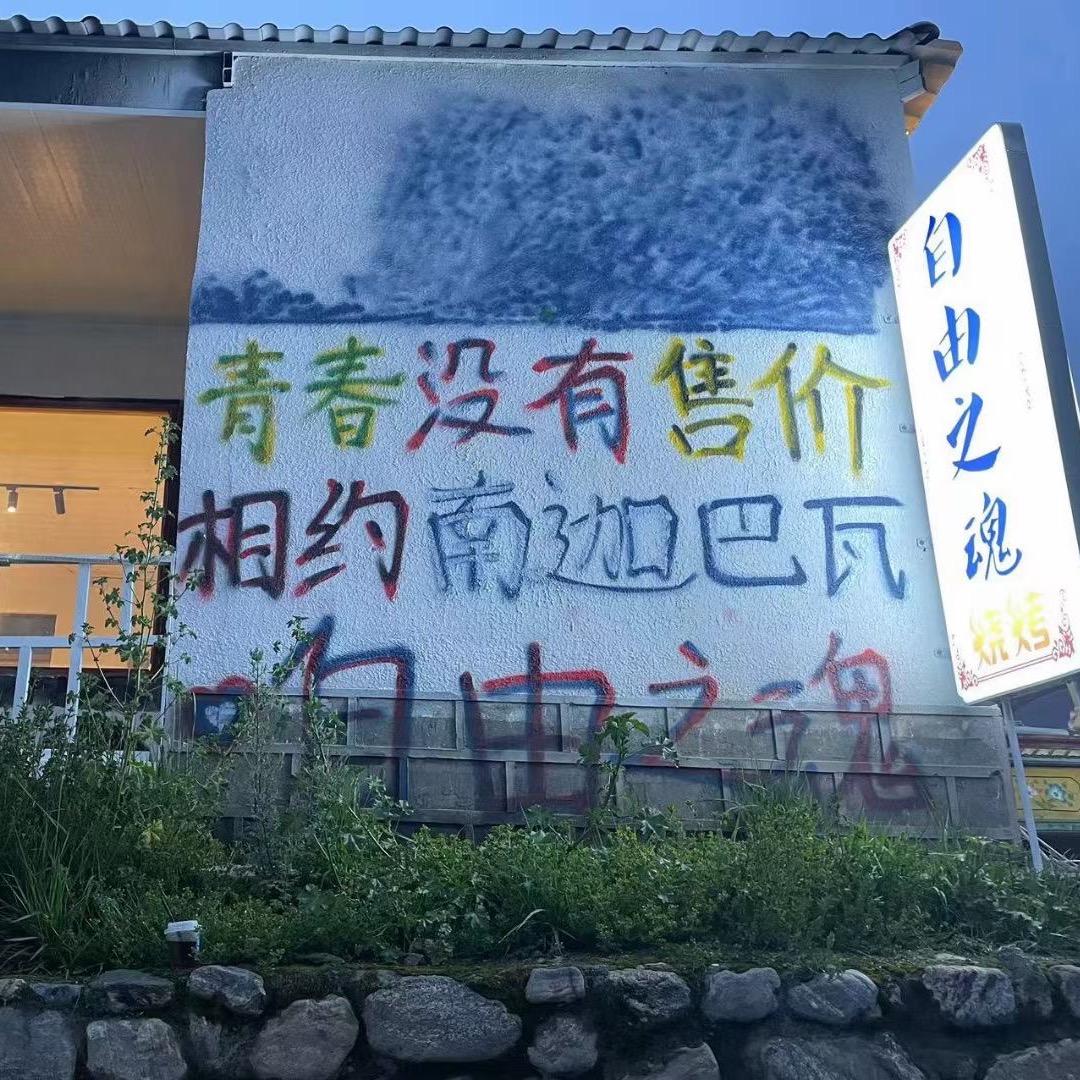 青春没有售价
相约南迦巴瓦
自由之魂
自由之魂
烧烤